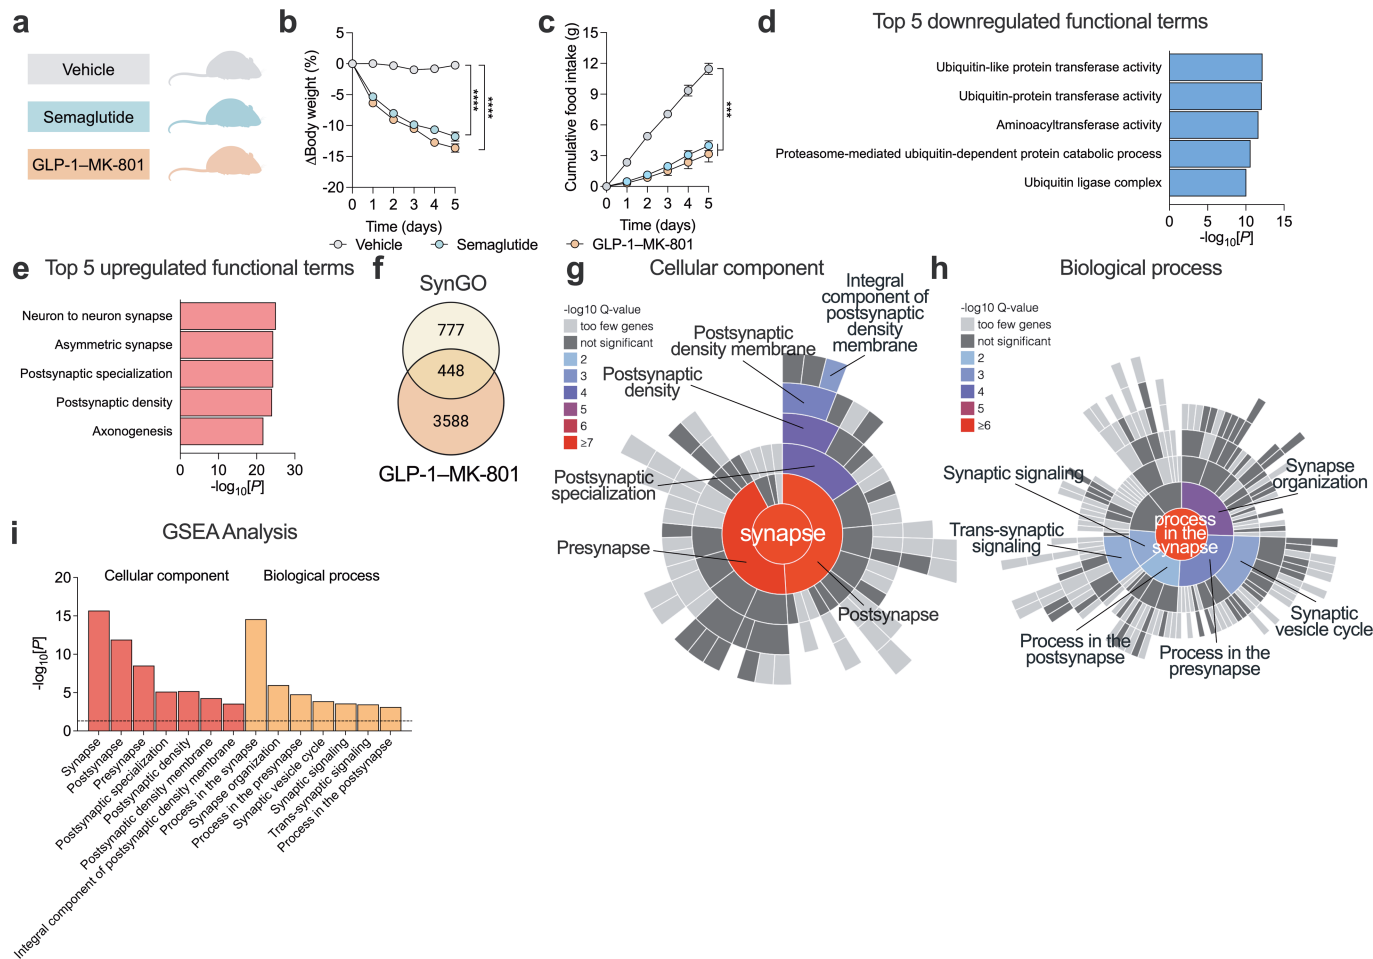 a
Vehicle
Semaglutide
GLP-1–MK-801
b
ΔBody weight (%)
5
0
-5
-10
-15
-20
0 1 2 3 4 5
Time (days)
****
****
c
Cumulative food intake (g)
15
12
9
6
3
0
0 1 2 3 4 5
Time (days)
***
Vehicle Semaglutide GLP-1–MK-801
d
Top 5 downregulated functional terms
Ubiquitin-like protein transferase activity
Ubiquitin-protein transferase activity
Aminoacyltransferase activity
Proteasome-mediated ubiquitin-dependent protein catabolic process
Ubiquitin ligase complex
0 5 10 15
-log10[P]
e
Top 5 upregulated functional terms
Neuron to neuron synapse
Asymmetric synapse
Postsynaptic specialization
Postsynaptic density
Axonogenesis
0 10 20 30
-log10[P]
f
SynGO
777
448
3588
GLP-1–MK-801
g
Cellular component
-log10 Q-value
too few genes
not significant
2
3
4
5
6
≥7
Integral
component of
postsynaptic
density
membrane
Postsynaptic
density membrane
Postsynaptic
density
Postsynaptic
specialization
Presynapse
synapse
Postsynapse
h
Biological process
-log10 Q-value
too few genes
not significant
2
3
4
5
≥6
Synaptic signaling
Synapse
organization
Trans-synaptic
signaling
process
in the
synapse
Process in the
postsynapse
Process in the
presynapse
Synaptic
vesicle cycle
i
GSEA Analysis
Cellular component Biological process
-log10[P]
20
15
10
5
0
Synapse
Postsynapse
Presynapse
Postsynaptic specialization
Postsynaptic density
Postsynaptic density membrane
Integral component of postsynaptic density membrane
Process in the synapse
Synapse organization
Process in the presynapse
Synaptic vesicle cycle
Synaptic signaling
Trans-synaptic signaling
Process in the postsynapse